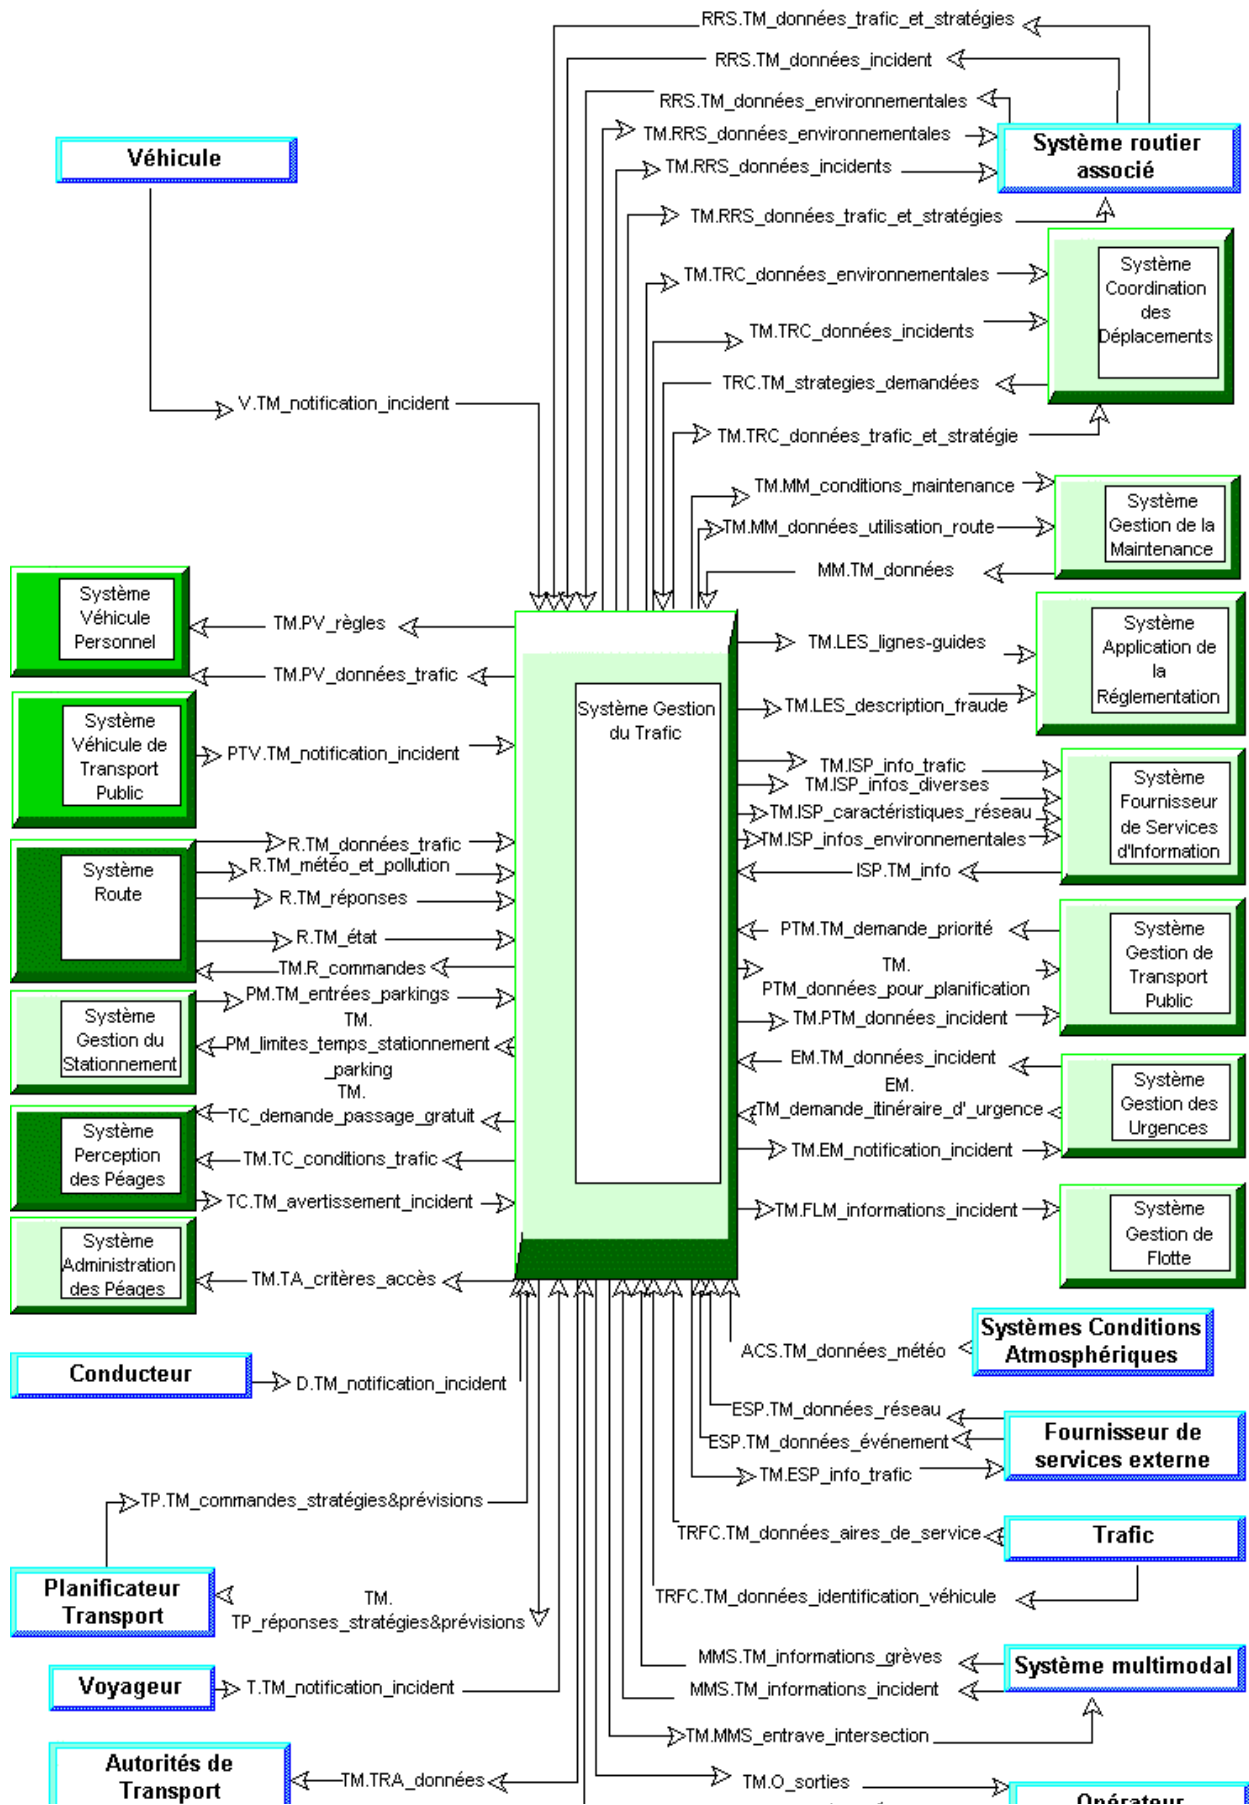 RRS.TM_données_trafic_et_stratégies
RRS.TM_données_incident
RRS.TM_données_environnementales
TM.RRS_données_environnementales
TM.RRS_données_incidents
TM.RRS_données_trafic_et_stratégies
Système routier
associé
Véhicule
TM.TRC_données_environnementales
TM.TRC_données_incidents
TRC.TM_strategies_demandées
TM.TRC_données_trafic_et_stratégie
Système
Coordination
des
Déplacements
V.TM_notification_incident
TM.MM_conditions_maintenance
TM.MM_données_utilisation_route
MM.TM_données
Système
Gestion de la
Maintenance
Système
Véhicule
Personnel
TM.PV_règles
TM.PV_données_trafic
Système Gestion
du Trafic
TM.LES_lignes-guides
TM.LES_description_fraude
Système
Application de
la
Réglementation
Système
Véhicule de
Transport
Public
PTV.TM_notification_incident
TM.ISP_info_trafic
TM.ISP_infos_diverses
TM.ISP_caractéristiques_réseau
TM.ISP_infos_environnementales
ISP.TM_info
Système
Fournisseur
de Services
d'Information
Système
Route
R.TM_données_trafic
R.TM_météo_et_pollution
R.TM_réponses
R.TM_état
TM.R_commandes
PTM.TM_demande_priorité
TM.
PTM_données_pour_planification
TM.PTM_données_incident
Système
Gestion de
Transport
Public
Système
Gestion du
Stationnement
PM.TM_entrées_parkings
TM.
PM_limites_temps_stationnement
_parking
EM.TM_données_incident
EM.
TM_demande_itinéraire_d'_urgence
TM.EM_notification_incident
Système
Gestion des
Urgences
Système
Perception
des Péages
TM.
TC_demande_passage_gratuit
TM.TC_conditions_trafic
TC.TM_avertissement_incident
TM.FLM_informations_incident
Système
Gestion de
Flotte
Système
Administration
des Péages
TM.TA_critères_accès
ACS.TM_données_météo
Systèmes Conditions
Atmosphériques
Conducteur
D.TM_notification_incident
ESP.TM_données_réseau
ESP.TM_données_événement
TM.ESP_info_trafic
Fournisseur de
services externe
TP.TM_commandes_stratégies&prévisions
TRFC.TM_données_aires_de_service
Trafic
Planificateur
Transport
TM.
TP_réponses_stratégies&prévisions
TRFC.TM_données_identification_véhicule
Voyageur
T.TM_notification_incident
MMS.TM_informations_grèves
MMS.TM_informations_incident
TM.MMS_entrave_intersection
Système multimodal
Autorités de
Transport
TM.TRA_données
TM.O_sorties
Opérateur